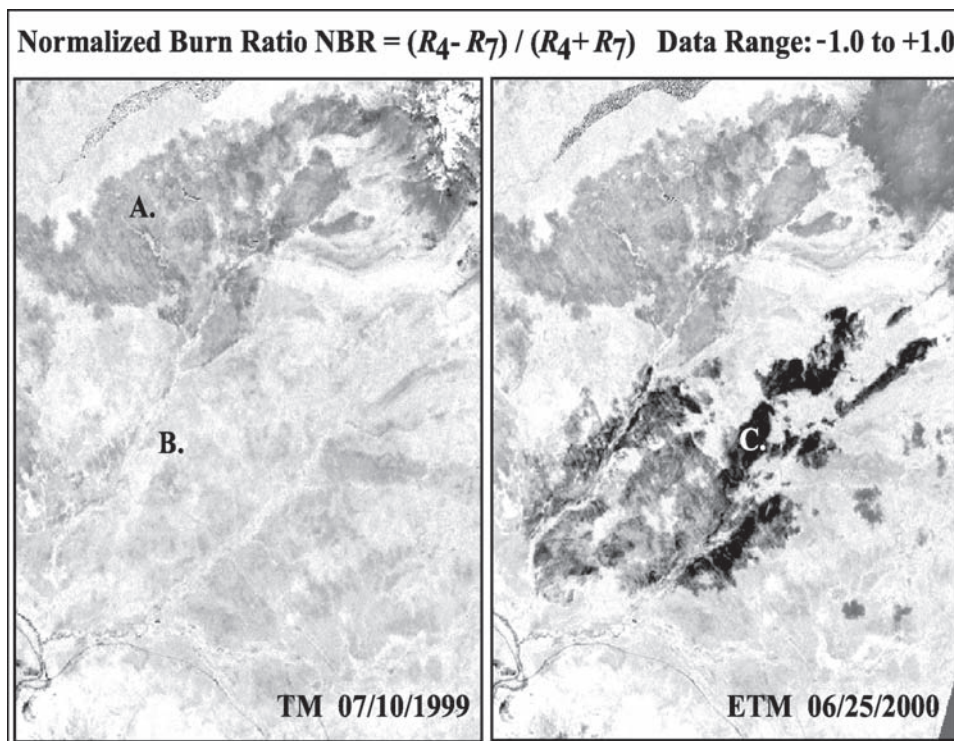 Normalized Burn Ratio NBR = (R4- R7) / (R4+ R7) Data Range: -1.0 to +1.0
A.
B.
TM 07/10/1999
C.
ETM 06/25/2000